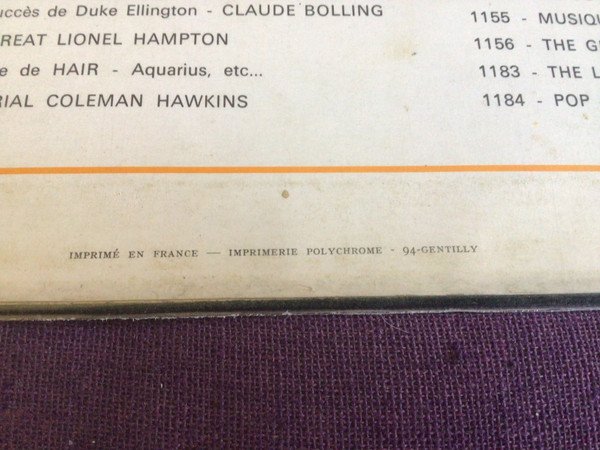 uccès de Duke Ellington - CLAUDE BOLLING
REAT LIONEL HAMPTON
e de HAIR - Aquarius, etc...
RIAL COLEMAN HAWKINS
1155 - MUSIQU
1156 - THE G
1183 - THE L
1184 - POP
IMPRIMÉ EN FRANCE — IMPRIMERIE POLYCHROME - 94-GENTILLY